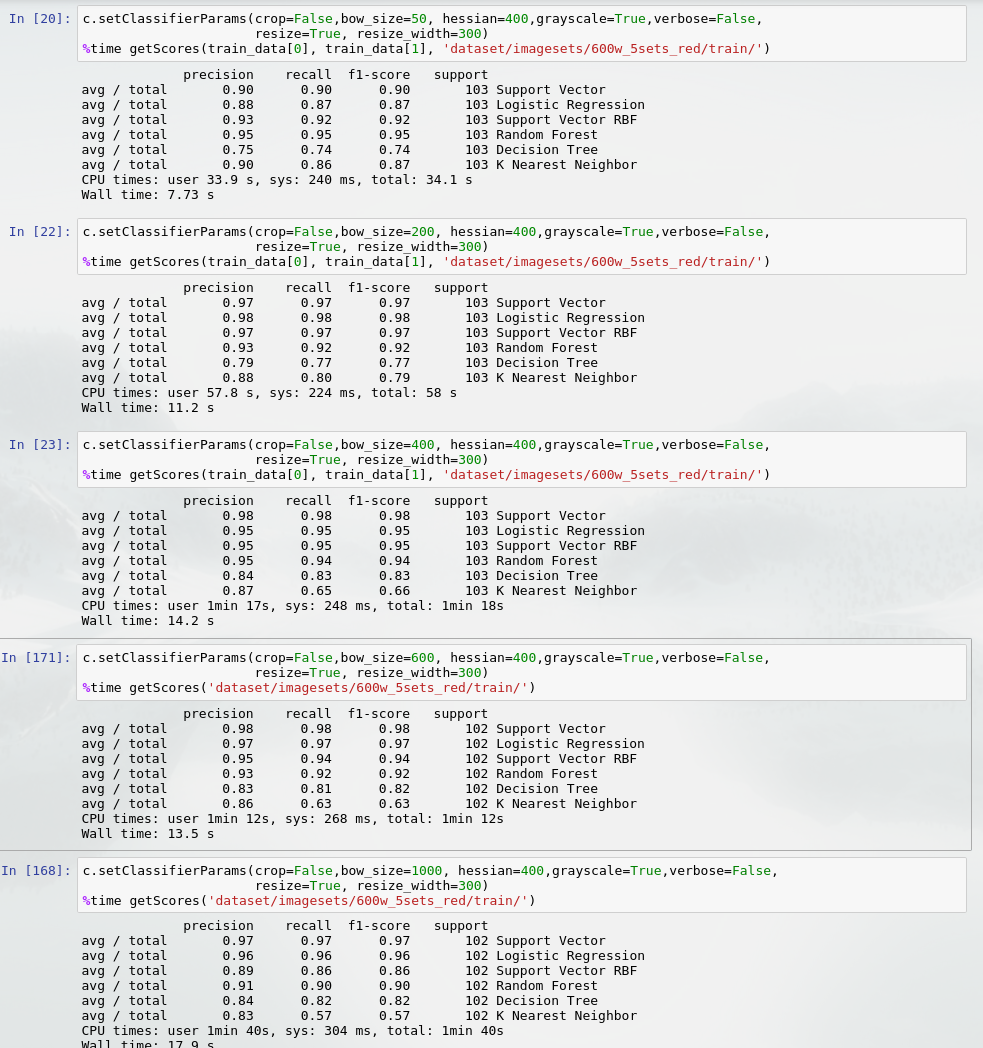 In [20]: c.setClassifierParams(crop=False,bow_size=50, hessian=400,grayscale=True,verbose=False,
resize=True, resize_width=300)
%time getScores(train_data[0], train_data[1], 'dataset/imagesets/600w_5sets_red/train/')
precision recall f1-score support
avg / total 0.90 0.90 0.90 103 Support Vector
avg / total 0.88 0.87 0.87 103 Logistic Regression
avg / total 0.93 0.92 0.92 103 Support Vector RBF
avg / total 0.95 0.95 0.95 103 Random Forest
avg / total 0.75 0.74 0.74 103 Decision Tree
avg / total 0.90 0.86 0.87 103 K Nearest Neighbor
CPU times: user 33.9 s, sys: 240 ms, total: 34.1 s
Wall time: 7.73 s
In [22]: c.setClassifierParams(crop=False,bow_size=200, hessian=400,grayscale=True,verbose=False,
resize=True, resize_width=300)
%time getScores(train_data[0], train_data[1], 'dataset/imagesets/600w_5sets_red/train/')
precision recall f1-score support
avg / total 0.97 0.97 0.97 103 Support Vector
avg / total 0.98 0.98 0.98 103 Logistic Regression
avg / total 0.97 0.97 0.97 103 Support Vector RBF
avg / total 0.93 0.92 0.92 103 Random Forest
avg / total 0.79 0.77 0.77 103 Decision Tree
avg / total 0.88 0.80 0.79 103 K Nearest Neighbor
CPU times: user 57.8 s, sys: 224 ms, total: 58 s
Wall time: 11.2 s
In [23]: c.setClassifierParams(crop=False,bow_size=400, hessian=400,grayscale=True,verbose=False,
resize=True, resize_width=300)
%time getScores(train_data[0], train_data[1], 'dataset/imagesets/600w_5sets_red/train/')
precision recall f1-score support
avg / total 0.98 0.98 0.98 103 Support Vector
avg / total 0.95 0.95 0.95 103 Logistic Regression
avg / total 0.95 0.95 0.95 103 Support Vector RBF
avg / total 0.95 0.94 0.94 103 Random Forest
avg / total 0.84 0.83 0.83 103 Decision Tree
avg / total 0.87 0.65 0.66 103 K Nearest Neighbor
CPU times: user 1min 17s, sys: 248 ms, total: 1min 18s
Wall time: 14.2 s
In [171]: c.setClassifierParams(crop=False,bow_size=600, hessian=400,grayscale=True,verbose=False,
resize=True, resize_width=300)
%time getScores('dataset/imagesets/600w_5sets_red/train/')
precision recall f1-score support
avg / total 0.98 0.98 0.98 102 Support Vector
avg / total 0.97 0.97 0.97 102 Logistic Regression
avg / total 0.95 0.94 0.94 102 Support Vector RBF
avg / total 0.93 0.92 0.92 102 Random Forest
avg / total 0.83 0.81 0.82 102 Decision Tree
avg / total 0.86 0.63 0.63 102 K Nearest Neighbor
CPU times: user 1min 12s, sys: 268 ms, total: 1min 12s
Wall time: 13.5 s
In [168]: c.setClassifierParams(crop=False,bow_size=1000, hessian=400,grayscale=True,verbose=False,
resize=True, resize_width=300)
%time getScores('dataset/imagesets/600w_5sets_red/train/')
precision recall f1-score support
avg / total 0.97 0.97 0.97 102 Support Vector
avg / total 0.96 0.96 0.96 102 Logistic Regression
avg / total 0.89 0.86 0.86 102 Support Vector RBF
avg / total 0.91 0.90 0.90 102 Random Forest
avg / total 0.84 0.82 0.82 102 Decision Tree
avg / total 0.83 0.57 0.57 102 K Nearest Neighbor
CPU times: user 1min 40s, sys: 304 ms, total: 1min 40s
Wall time: 17.9 s